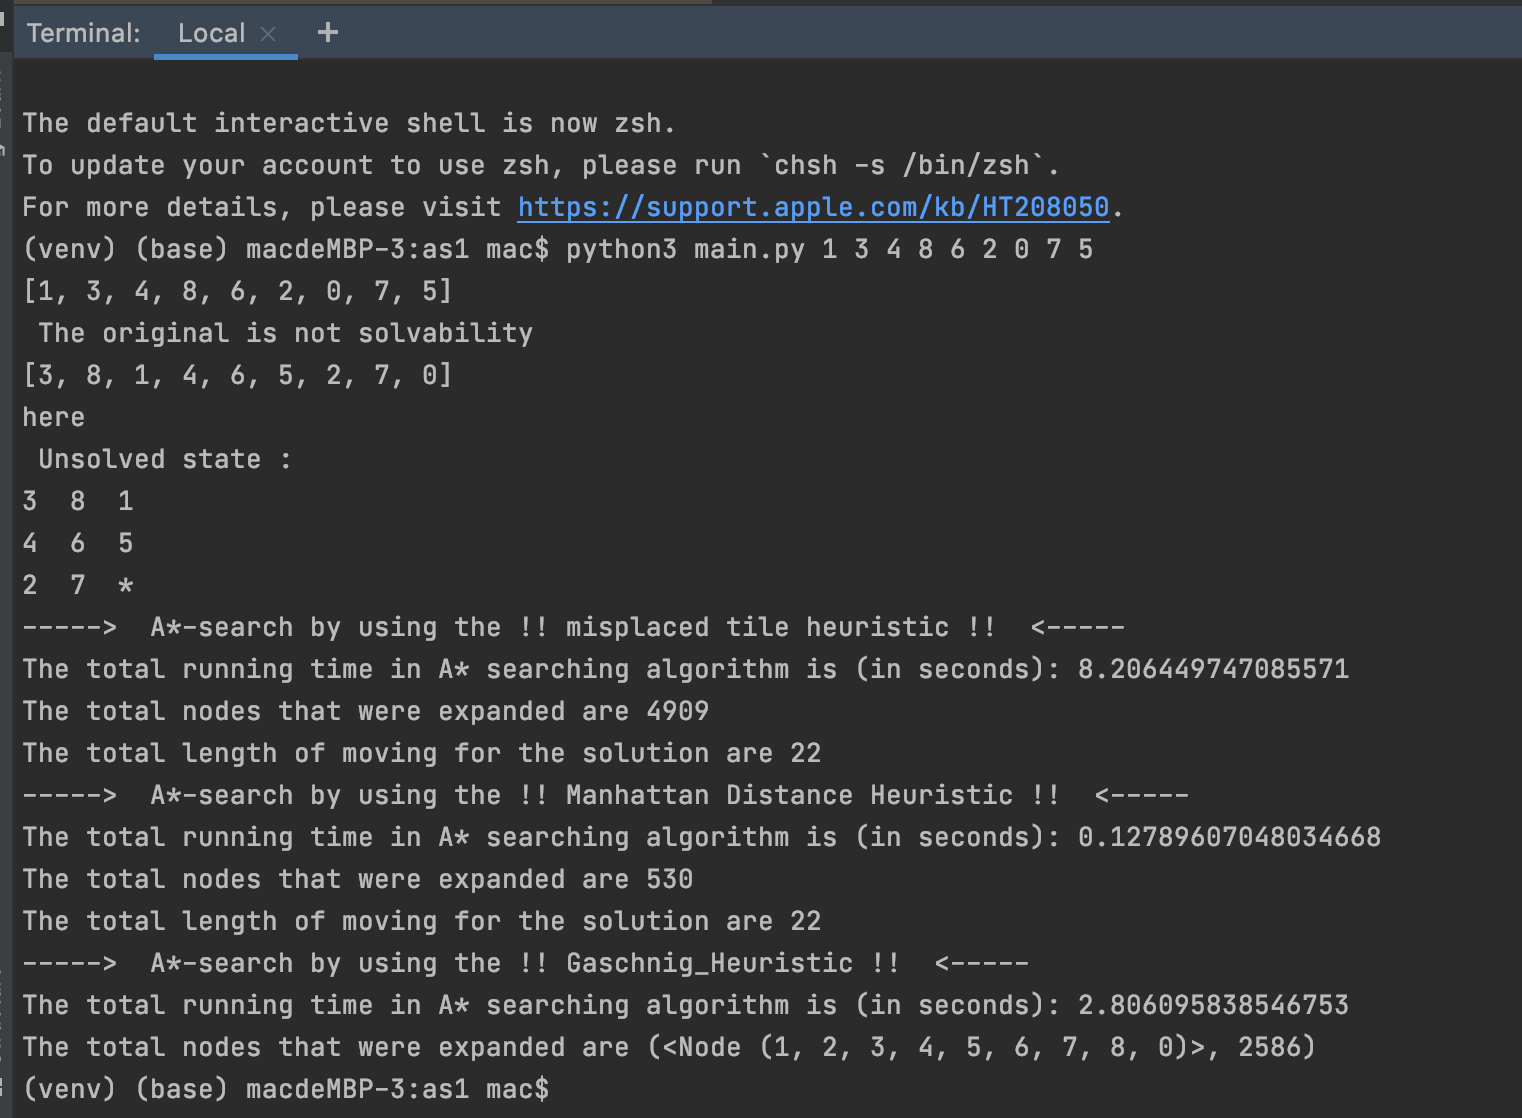 Terminal: Local × +
The default interactive shell is now zsh.
To update your account to use zsh, please run `chsh -s /bin/zsh`.
For more details, please visit https://support.apple.com/kb/HT208050.
(venv) (base) macdeMBP-3:as1 mac$ python3 main.py 1 3 4 8 6 2 0 7 5
[1, 3, 4, 8, 6, 2, 0, 7, 5]
 The original is not solvability
[3, 8, 1, 4, 6, 5, 2, 7, 0]
here
 Unsolved state :
3  8  1
4  6  5
2  7  *
----->  A*-search by using the !! misplaced tile heuristic !!  <-----
The total running time in A* searching algorithm is (in seconds): 8.206449747085571
The total nodes that were expanded are 4909
The total length of moving for the solution are 22
----->  A*-search by using the !! Manhattan Distance Heuristic !!  <-----
The total running time in A* searching algorithm is (in seconds): 0.12789607048034668
The total nodes that were expanded are 530
The total length of moving for the solution are 22
----->  A*-search by using the !! Gaschnig_Heuristic !!  <-----
The total running time in A* searching algorithm is (in seconds): 2.806095838546753
The total nodes that were expanded are (<Node (1, 2, 3, 4, 5, 6, 7, 8, 0)>, 2586)
(venv) (base) macdeMBP-3:as1 mac$